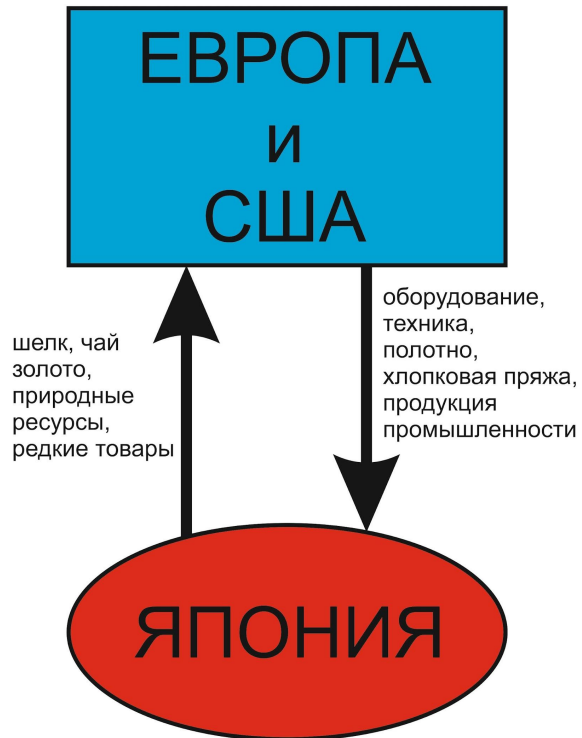 ЕВРОПА
и
США
шелк, чай
золото,
природные
ресурсы,
редкие товары
оборудование,
техника,
полотно,
хлопковая пряжа,
продукция
промышленности
ЯПОНИЯ